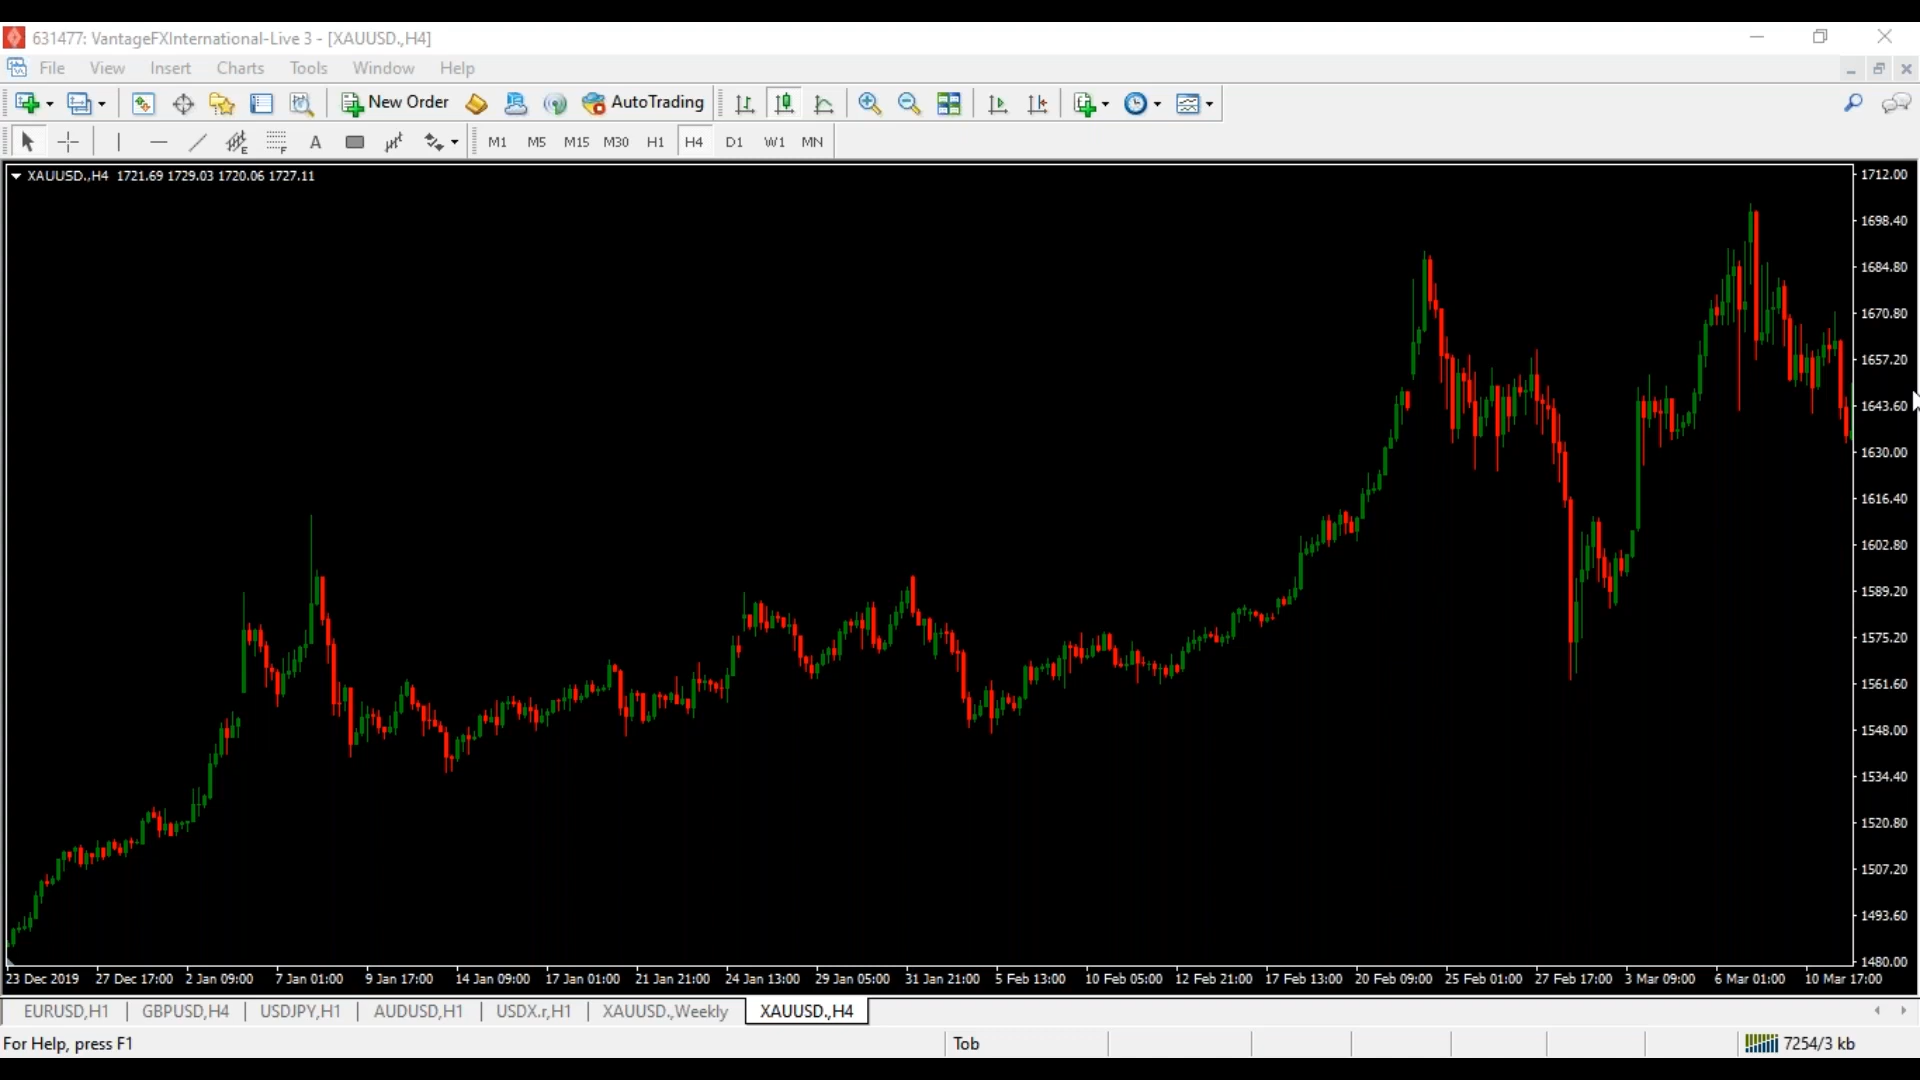 631477: VantageFXInternational-Live 3 - [XAUUSD.,H4]
File View Insert Charts Tools Window Help
New Order AutoTrading
E F A M1 M5 M15 M30 H1 H4 D1 W1 MN
XAUUSD.,H4 1721.69 1729.03 1720.06 1727.11
1712.00
1698.40
1684.80
1670.80
1657.20
1643.60
1630.00
1616.40
1602.80
1589.20
1575.20
1561.60
1548.00
1534.40
1520.80
1507.20
1493.60
1480.00
23 Dec 2019 27 Dec 17:00 2 Jan 09:00 7 Jan 01:00 9 Jan 17:00 14 Jan 09:00 17 Jan 01:00 21 Jan 21:00 24 Jan 13:00 29 Jan 05:00 31 Jan 21:00 5 Feb 13:00 10 Feb 05:00 12 Feb 21:00 17 Feb 13:00 20 Feb 09:00 25 Feb 01:00 27 Feb 17:00 3 Mar 09:00 6 Mar 01:00 10 Mar 17:00
EURUSD,H1 GBPUSD,H4 USDJPY,H1 AUDUSD,H1 USDX.r,H1 XAUUSD.,Weekly XAUUSD.,H4
For Help, press F1 Tob 7254/3 kb